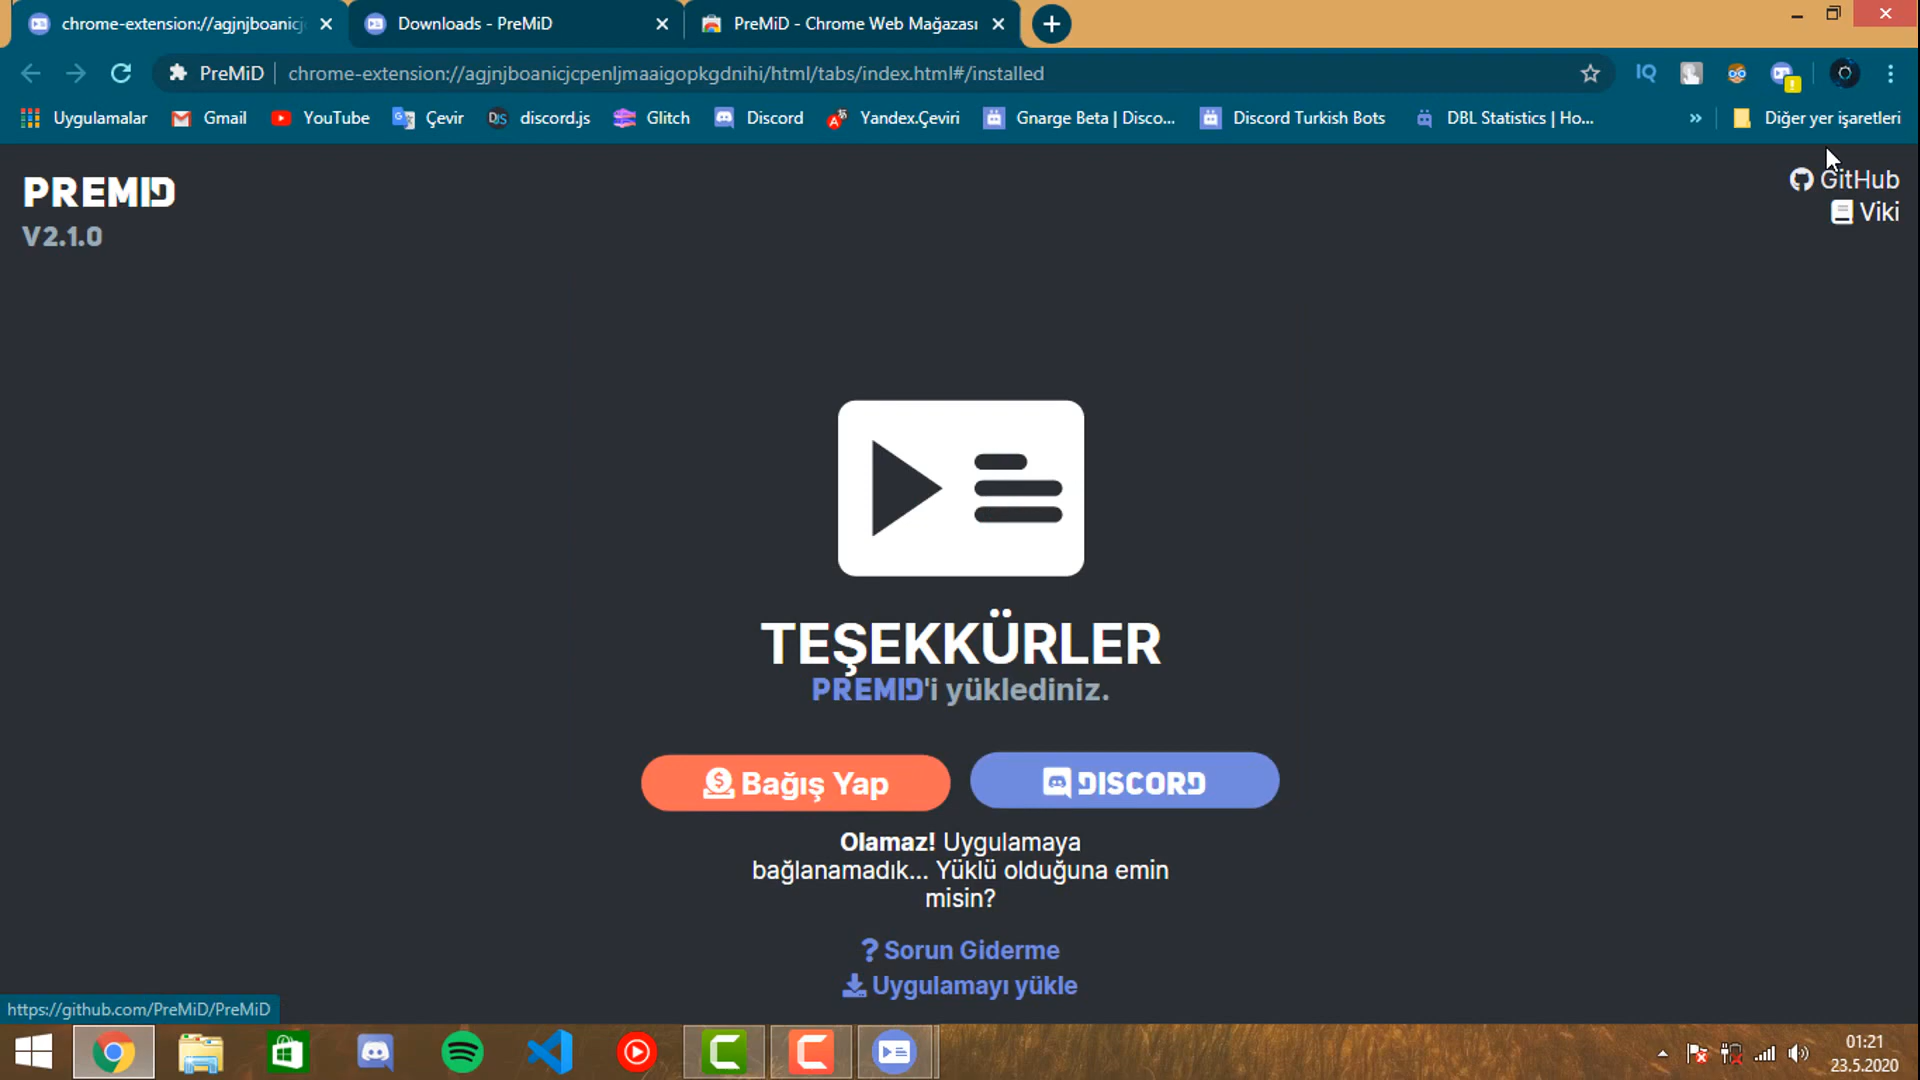 chrome-extension://agjnjboanicj
Downloads - PreMiD
PreMiD - Chrome Web Mağazası
PreMiD
chrome-extension://agjnjboanicjcpenljmaaigopkgdnihi/html/tabs/index.html#/installed
IQ
Uygulamalar
Gmail
YouTube
Çevir
discord.js
Glitch
Discord
Yandex.Çeviri
Gnarge Beta | Disco...
Discord Turkish Bots
DBL Statistics | Ho...
»
Diğer yer işaretleri
PREMID
V2.1.0
GitHub
Viki
TEŞEKKÜRLER
PREMID'i yüklediniz.
Bağış Yap
DISCORD
Olamaz! Uygulamaya
bağlanamadık... Yüklü olduğuna emin
misin?
? Sorun Giderme
Uygulamayı yükle
https://github.com/PreMiD/PreMiD
01:21
23.5.2020